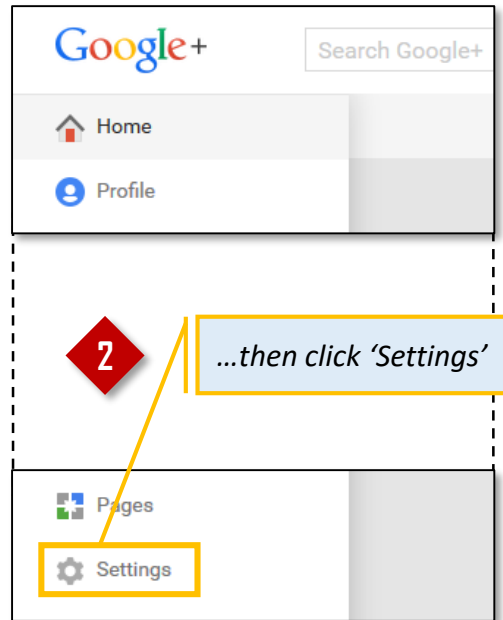 Google+ Search Google+
Home
Profile
2 ...then click ‘Settings’
Pages
Settings